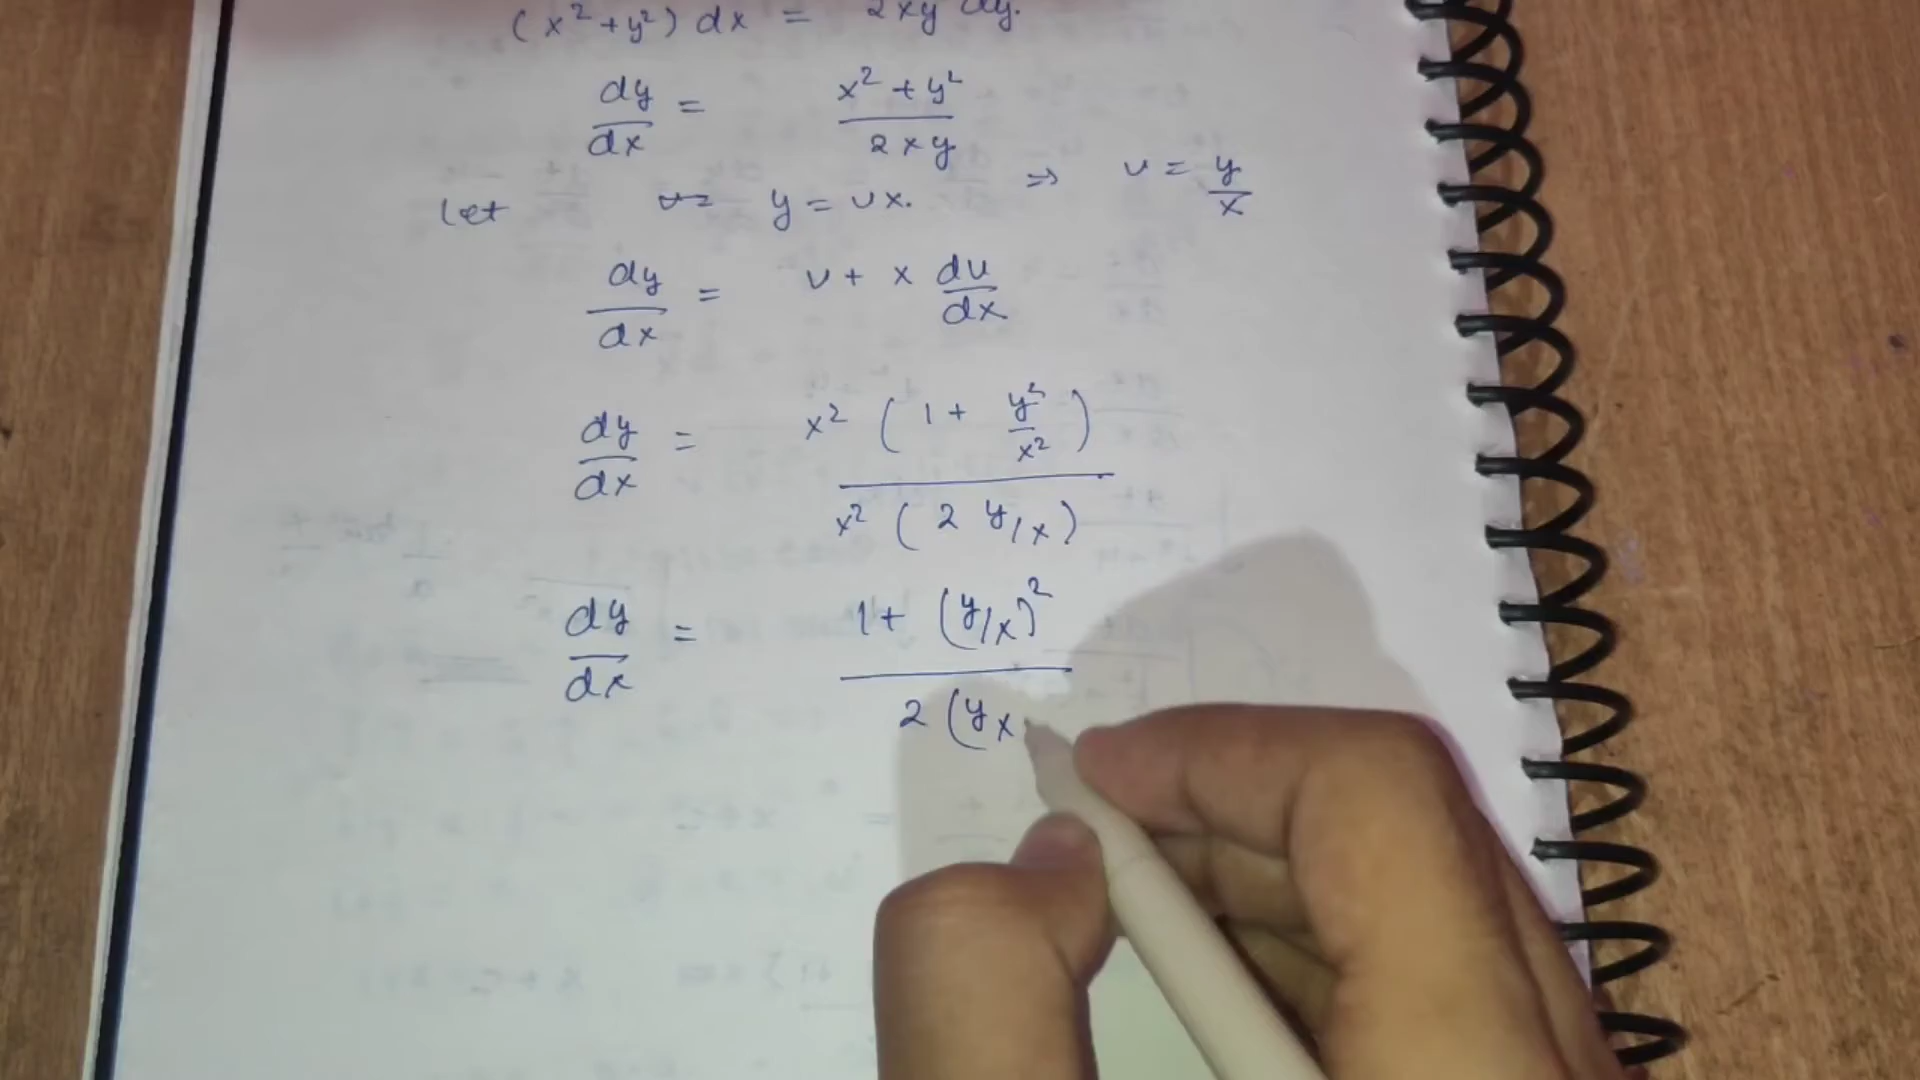 (x² + y²) dx = 2xy dy.
dy/dx = x² + y² / 2xy
Let v= y = vx. ⇒ v = y/x
dy/dx = v + x dv/dx
dy/dx = x² (1 + y²/x²) / x² (2 y/x)
dy/dx = 1 + (y/x)² / 2 (y x